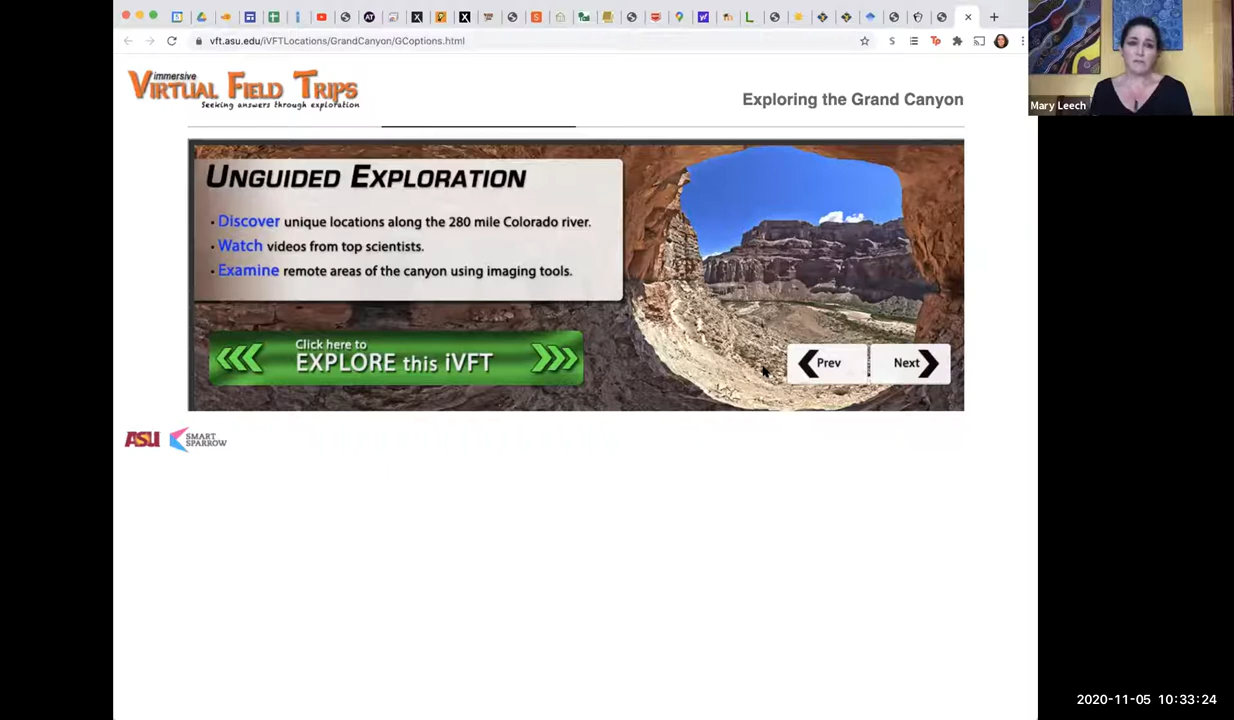 vft.asu.edu/iVFTLocations/GrandCanyon/GCoptions.html
immersive
VIRTUAL FIELD TRIPS
Seeking answers through exploration
Exploring the Grand Canyon
Mary Leech
UNGUIDED EXPLORATION
• Discover unique locations along the 280 mile Colorado river.
• Watch videos from top scientists.
• Examine remote areas of the canyon using imaging tools.
Click here to
EXPLORE this iVFT
Prev
Next
ASU
SMART
SPARROW
2020-11-05 10:33:24